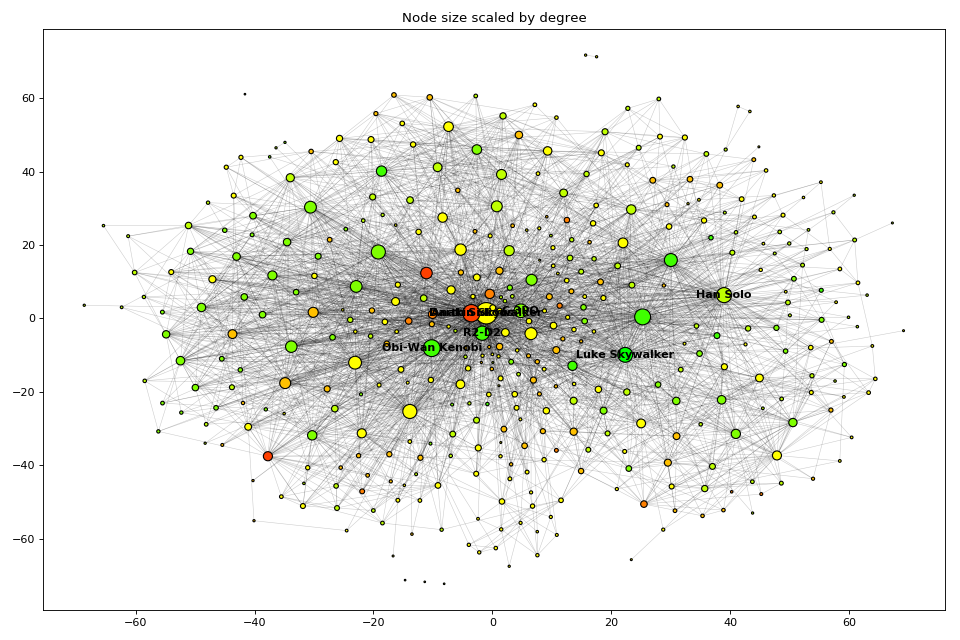 Node size scaled by degree
60
40
20
0
−20
−40
−60
Han Solo
R2-D2
Obi-Wan Kenobi
Luke Skywalker
−60
−40
−20
0
20
40
60